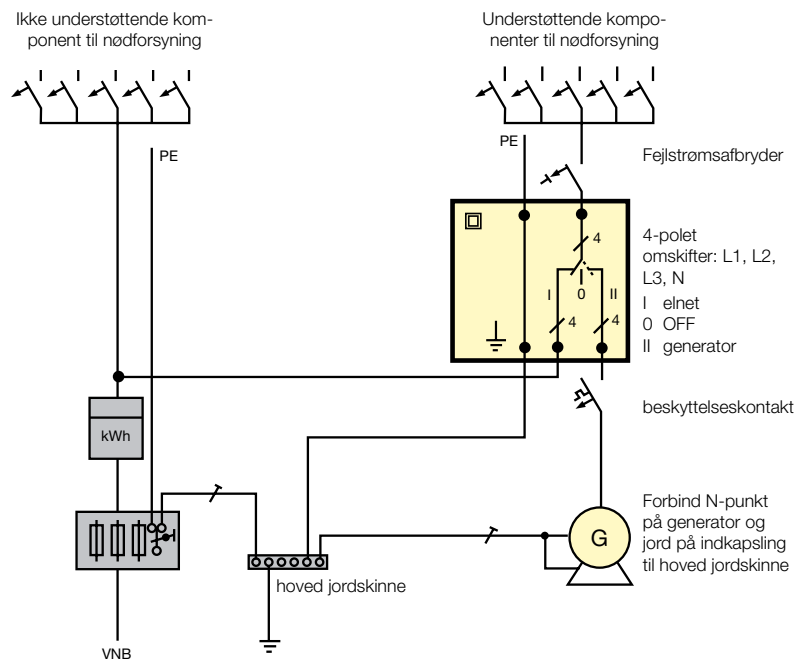 Ikke understøttende kom-
ponent til nødforsyning
Understøttende kompo-
nenter til nødforsyning
PE
PE
Fejlstrømsafbryder
4
4-polet
omskifter: L1, L2,
L3, N
I elnet
0 OFF
II generator
I
0
II
4
4
beskyttelseskontakt
kWh
Forbind N-punkt
på generator og
jord på indkapsling
til hoved jordskinne
G
hoved jordskinne
VNB